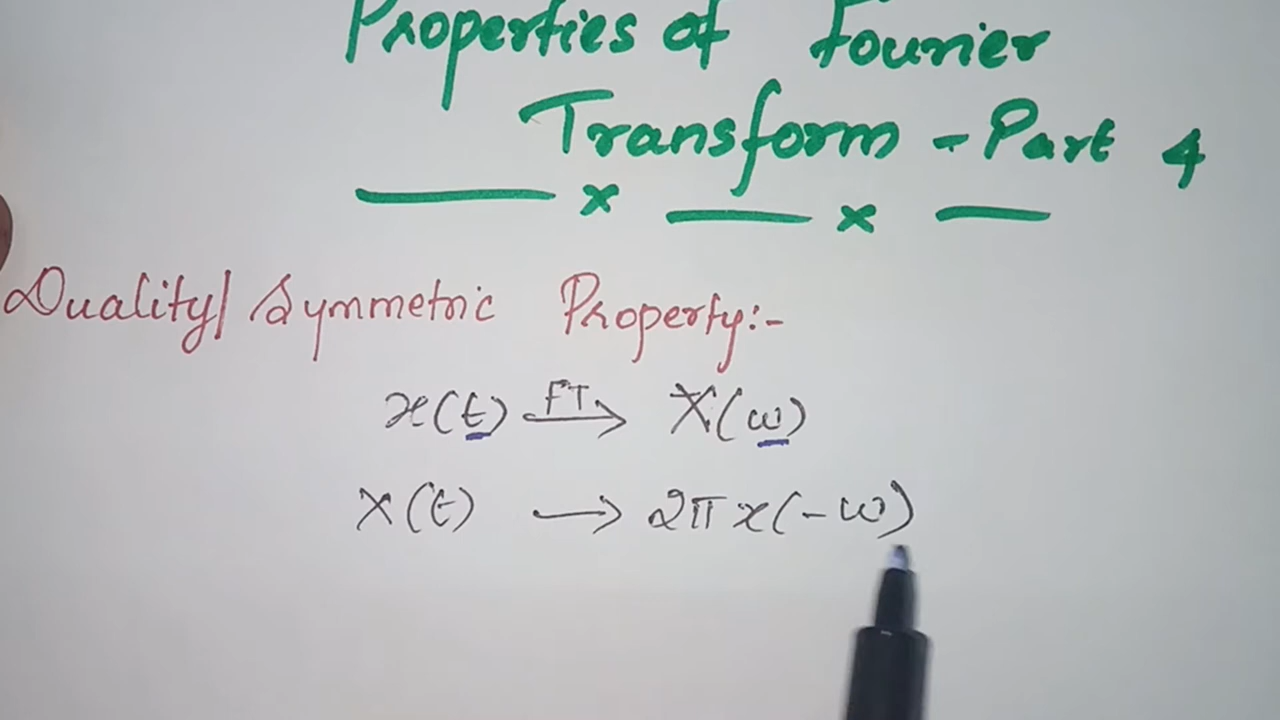 Properties of Fourier
Transform - Part 4
Duality/ Symmetric Property:-
x(t) FT→ X(ω)
X(t) → 2π x(-ω)